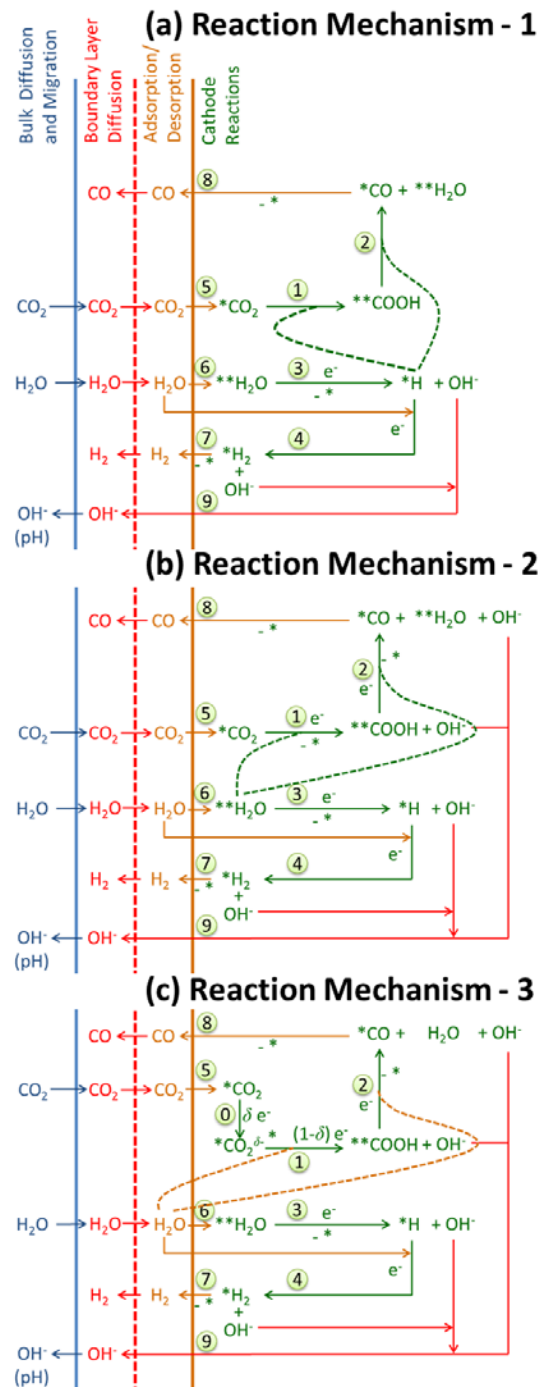 (a) Reaction Mechanism - 1
Bulk Diffusion and Migration
Boundary Layer Diffusion
Adsorption/ Desorption
Cathode Reactions
CO CO 8 - * *CO + **H₂O
2
CO₂ CO₂ CO₂ 5 *CO₂ 1 **COOH
H₂O H₂O H₂O 6 **H₂O 3 e⁻ - * *H + OH⁻
e⁻
H₂ H₂ 7 - * *H₂ 4
+
OH⁻
OH⁻ OH⁻ 9
(pH)
(b) Reaction Mechanism - 2
CO CO 8 - * *CO + **H₂O + OH⁻
2 - *
e⁻
CO₂ CO₂ CO₂ 5 *CO₂ 1 e⁻ - * **COOH + OH⁻
H₂O H₂O H₂O 6 **H₂O 3 e⁻ - * *H + OH⁻
e⁻
H₂ H₂ 7 - * *H₂ 4
+
OH⁻
OH⁻ OH⁻ 9
(pH)
(c) Reaction Mechanism - 3
CO CO 8 - * *CO + H₂O + OH⁻
CO₂ CO₂ CO₂ 5 *CO₂ 2 - *
0 δ e⁻ e⁻
*CO₂^δ⁻ - * (1-δ) e⁻ **COOH + OH⁻
1
H₂O H₂O H₂O 6 **H₂O 3 e⁻ - * *H + OH⁻
e⁻
H₂ H₂ 7 - * *H₂ 4
+
OH⁻
OH⁻ OH⁻ 9
(pH)